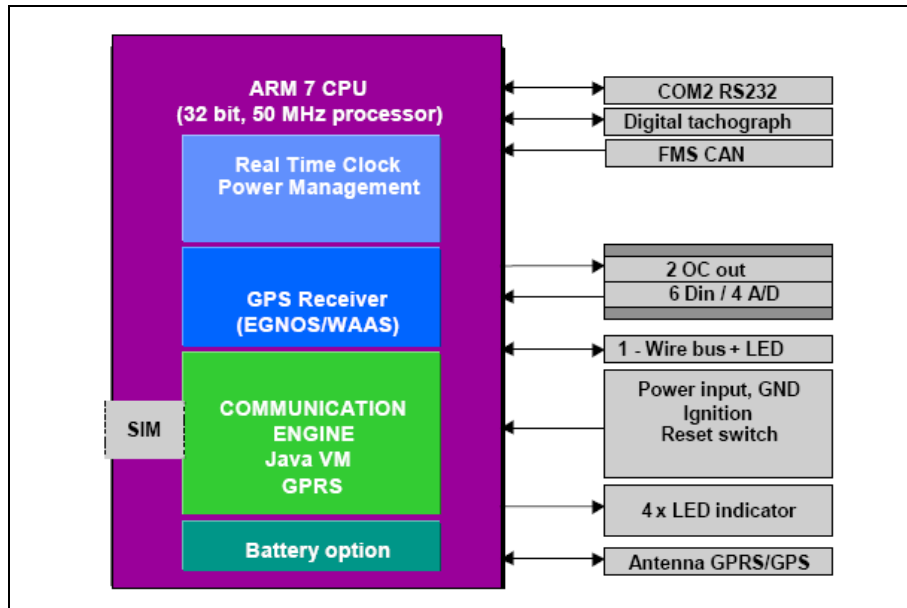 ARM 7 CPU
(32 bit, 50 MHz processor)
Real Time Clock
Power Management
GPS Receiver
(EGNOS/WAAS)
SIM
COMMUNICATION
ENGINE
Java VM
GPRS
Battery option
COM2 RS232
Digital tachograph
FMS CAN
2 OC out
6 Din / 4 A/D
1 - Wire bus + LED
Power input, GND
Ignition
Reset switch
4 x LED indicator
Antenna GPRS/GPS